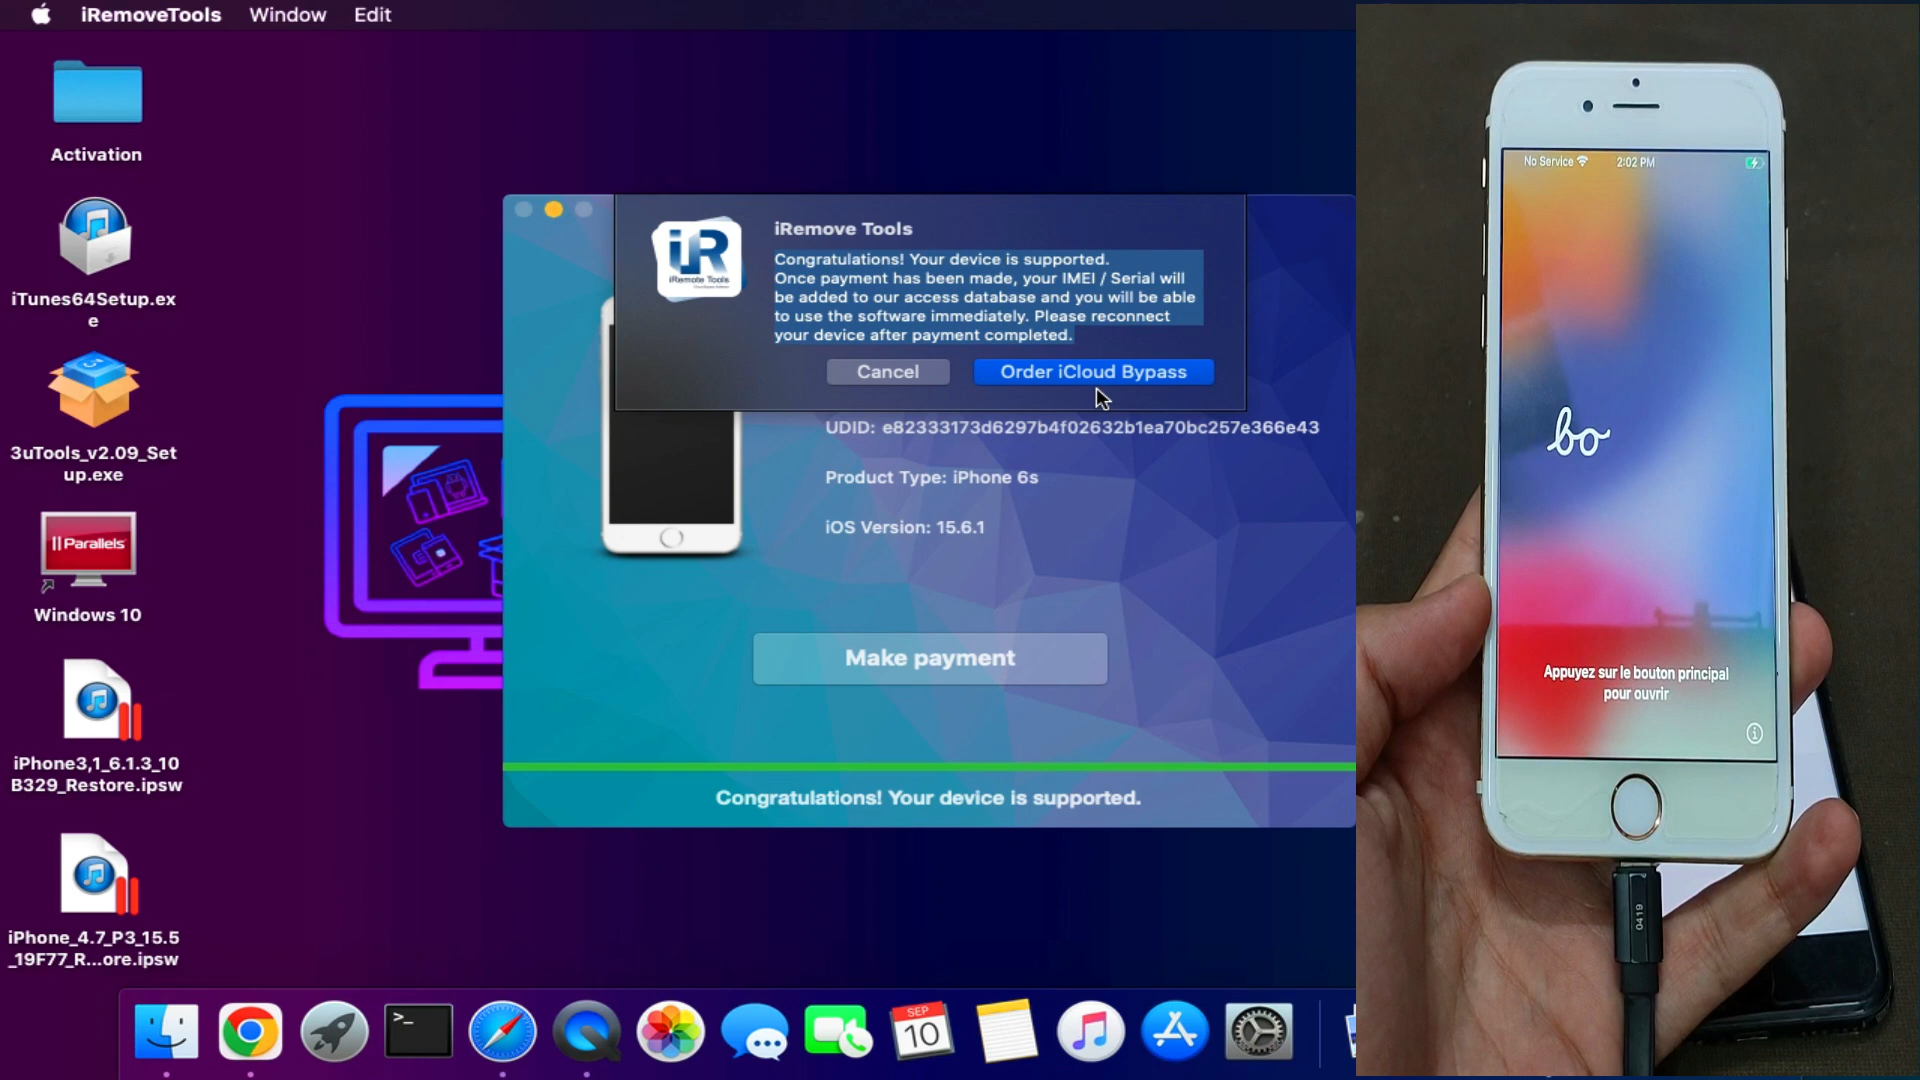 iRemoveTools Window Edit
Activation
iTunes64Setup.ex
e
3uTools_v2.09_Set
up.exe
|| Parallels
Windows 10
iPhone3,1_6.1.3_10
B329_Restore.ipsw
iPhone_4.7_P3_15.5
_19F77_R...ore.ipsw
iR
iRemove Tools
iRemove Tools
Congratulations! Your device is supported.
Once payment has been made, your IMEI / Serial will
be added to our access database and you will be able
to use the software immediately. Please reconnect
your device after payment completed.
Cancel
Order iCloud Bypass
UDID: e82333173d6297b4f02632b1ea70bc257e366e43
Product Type: iPhone 6s
iOS Version: 15.6.1
Make payment
Congratulations! Your device is supported.
>_
SEP
10
No Service 2:02 PM
bo
Appuyez sur le bouton principal
pour ouvrir
0419